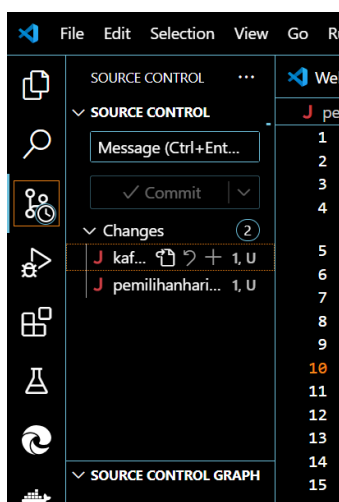 File Edit Selection View Go R
SOURCE CONTROL ...
We
SOURCE CONTROL
J pe
Message (Ctrl+Ent...
Commit
Changes 2
J kaf... 1, U
J pemilihanhari... 1, U
SOURCE CONTROL GRAPH
1
2
3
4
5
6
7
8
9
10
11
12
13
14
15